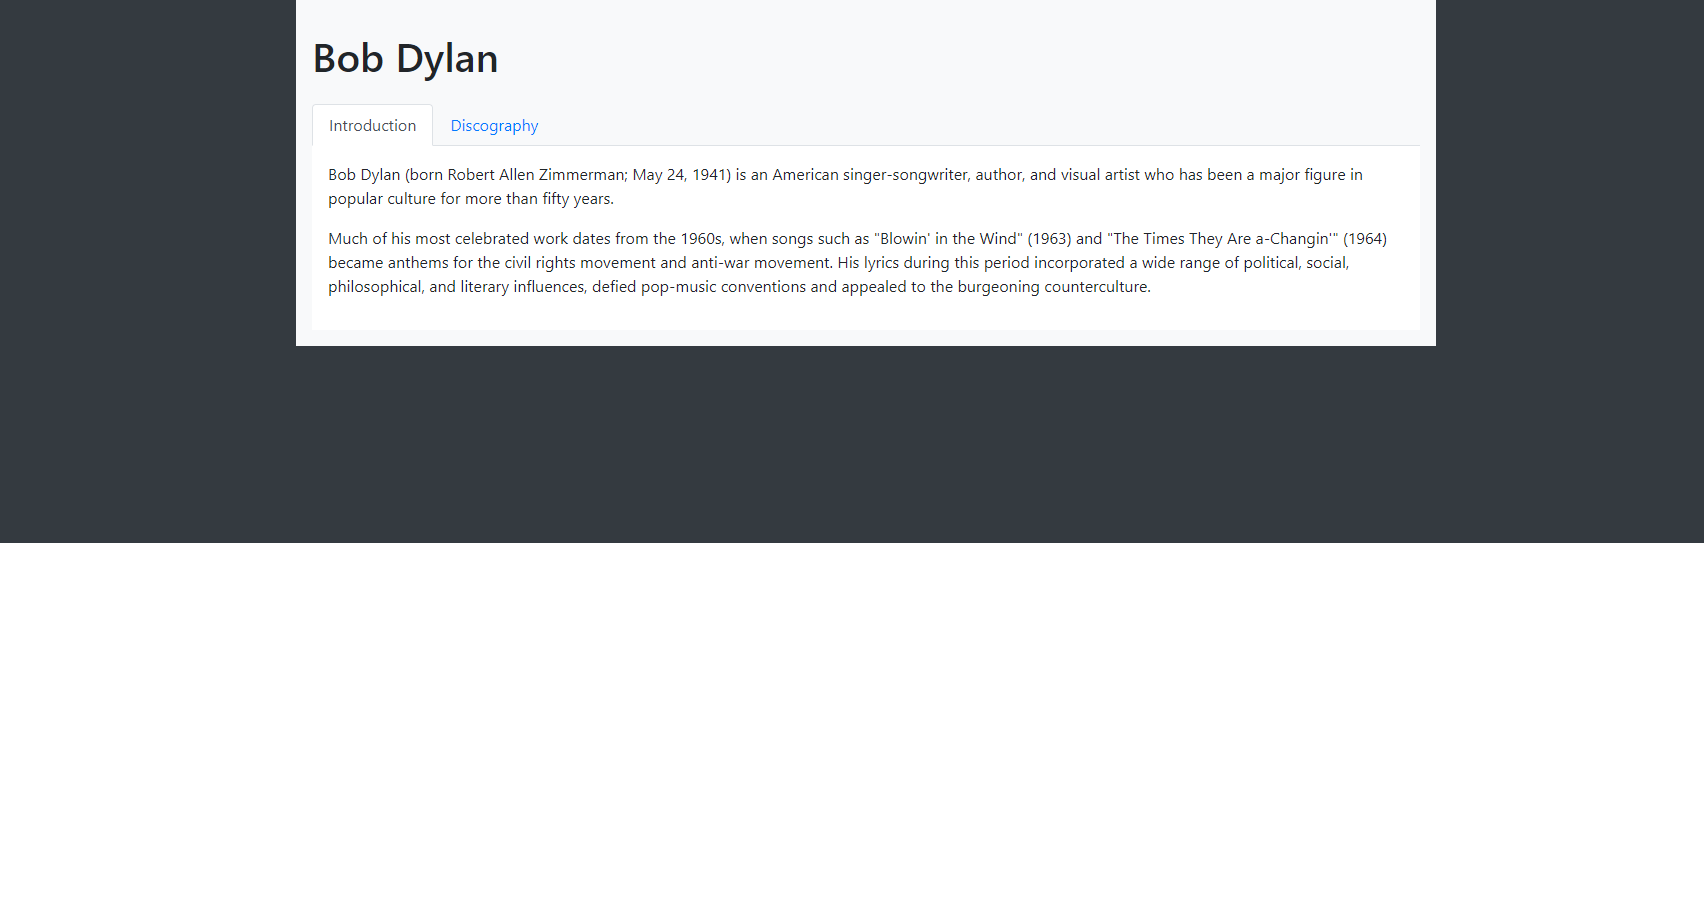 Bob Dylan
Introduction
Discography
Bob Dylan (born Robert Allen Zimmerman; May 24, 1941) is an American singer-songwriter, author, and visual artist who has been a major figure in
popular culture for more than fifty years.
Much of his most celebrated work dates from the 1960s, when songs such as "Blowin' in the Wind" (1963) and "The Times They Are a-Changin'" (1964)
became anthems for the civil rights movement and anti-war movement. His lyrics during this period incorporated a wide range of political, social,
philosophical, and literary influences, defied pop-music conventions and appealed to the burgeoning counterculture.